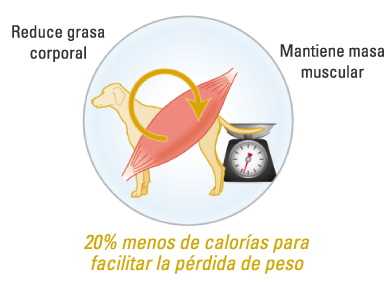 Reduce grasa
corporal
Mantiene masa
muscular
20% menos de calorías para
facilitar la pérdida de peso